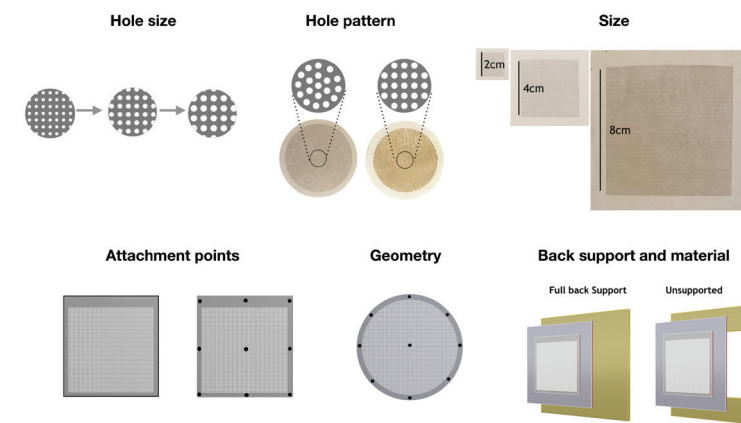 Hole size
Hole pattern
Size
2cm
4cm
8cm
Attachment points
Geometry
Back support and material
Full back Support
Unsupported